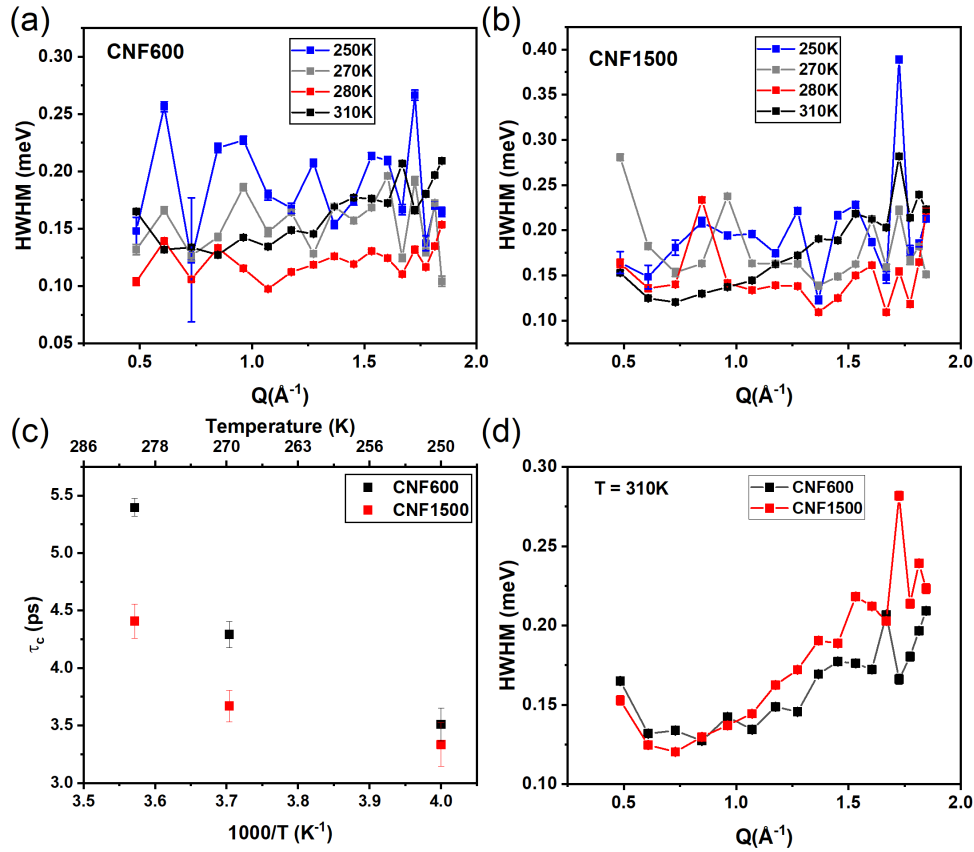 (a)
CNF600
250K
270K
280K
310K
0.30
0.25
0.20
0.15
0.10
0.05
HWHM (meV)
0.5
1.0
1.5
2.0
Q(Å⁻¹)
(b)
CNF1500
250K
270K
280K
310K
0.40
0.35
0.30
0.25
0.20
0.15
0.10
HWHM (meV)
0.5
1.0
1.5
2.0
Q(Å⁻¹)
(c)
Temperature (K)
286
278
270
263
256
250
CNF600
CNF1500
5.5
5.0
4.5
4.0
3.5
3.0
τc (ps)
3.5
3.6
3.7
3.8
3.9
4.0
1000/T (K⁻¹)
(d)
T = 310K
CNF600
CNF1500
0.30
0.25
0.20
0.15
0.10
HWHM (meV)
0.5
1.0
1.5
2.0
Q(Å⁻¹)